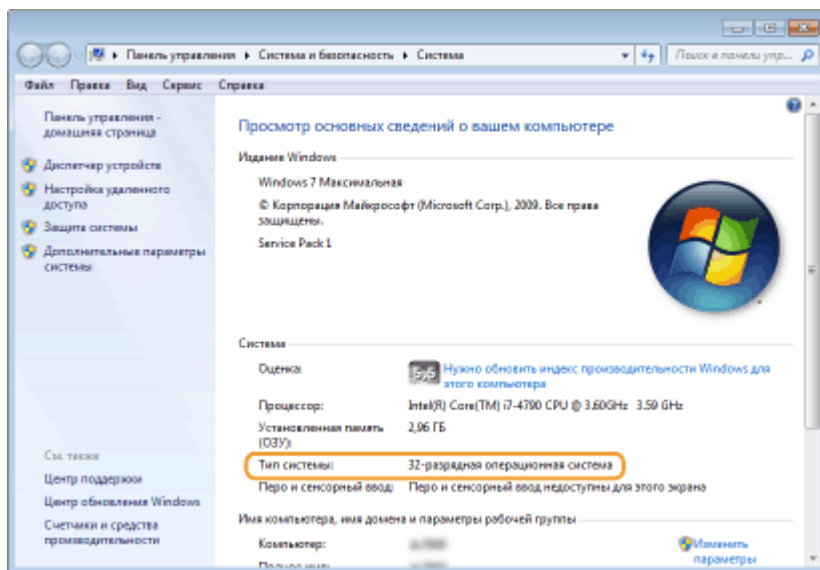 Панель управления ▸ Система и безопасность ▸ Система
Поиск в панели упр...
Файл Правка Вид Сервис Справка
Панель управления -
домашняя страница
Диспетчер устройств
Настройка удаленного
доступа
Защита системы
Дополнительные параметры
системы
См. также
Центр поддержки
Центр обновления Windows
Счетчики и средства
производительности
Просмотр основных сведений о вашем компьютере
Издание Windows
Windows 7 Максимальная
© Корпорация Майкрософт (Microsoft Corp.), 2009. Все права
защищены.
Service Pack 1
Система
Оценка: 5,6 Нужно обновить индекс производительности Windows для
этого компьютера
Процессор: Intel(R) Core(TM) i7-4790 CPU @ 3.60GHz 3.59 GHz
Установленная память
(ОЗУ): 2,96 ГБ
Тип системы: 32-разрядная операционная система
Перо и сенсорный ввод: Перо и сенсорный ввод недоступны для этого экрана
Имя компьютера, имя домена и параметры рабочей группы
Компьютер:
Изменить
параметры